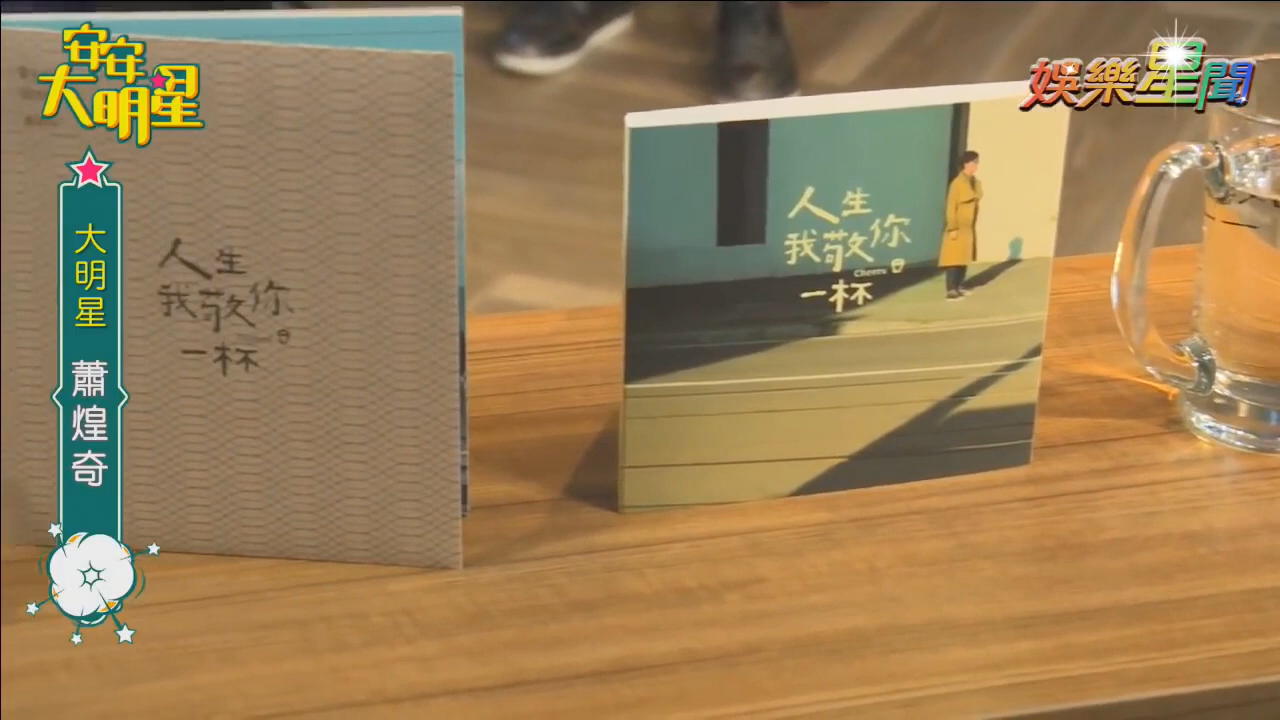 安安
大明星
大明星 蕭煌奇
娛樂星聞
人生
我敬你
一杯
人生
我敬你
Cheers
一杯